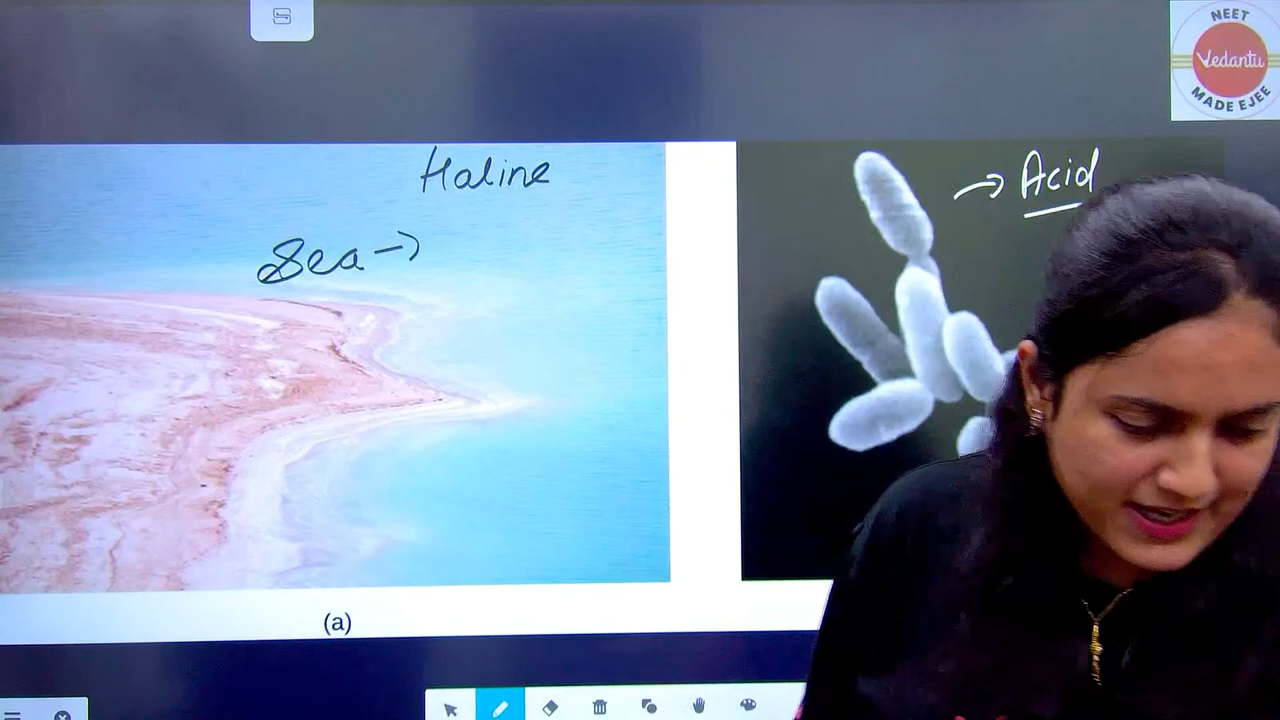 NEET
Vedantu
MADE EJEE
Haline
Sea →
→ Acid
(a)